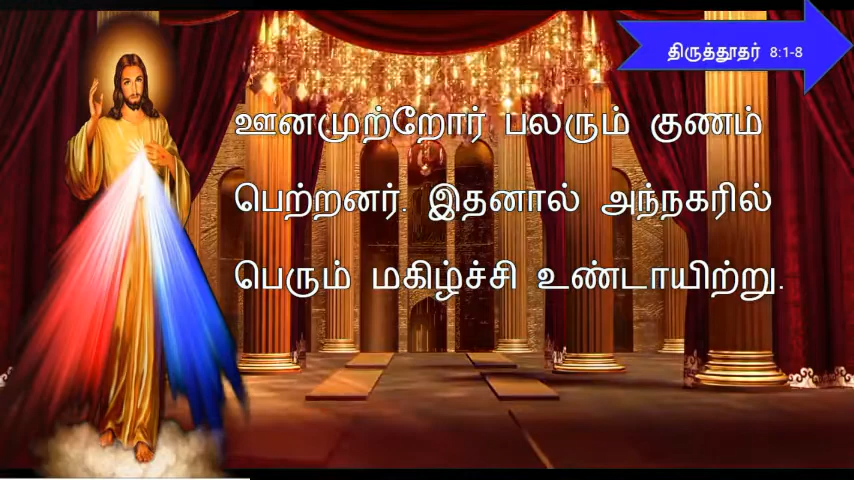 திருத்தூதர் 8:1-8
ஊனமுற்றோர் பலரும் குணம்
பெற்றனர். இதனால் அந்நகரில்
பெரும் மகிழ்ச்சி உண்டாயிற்று.